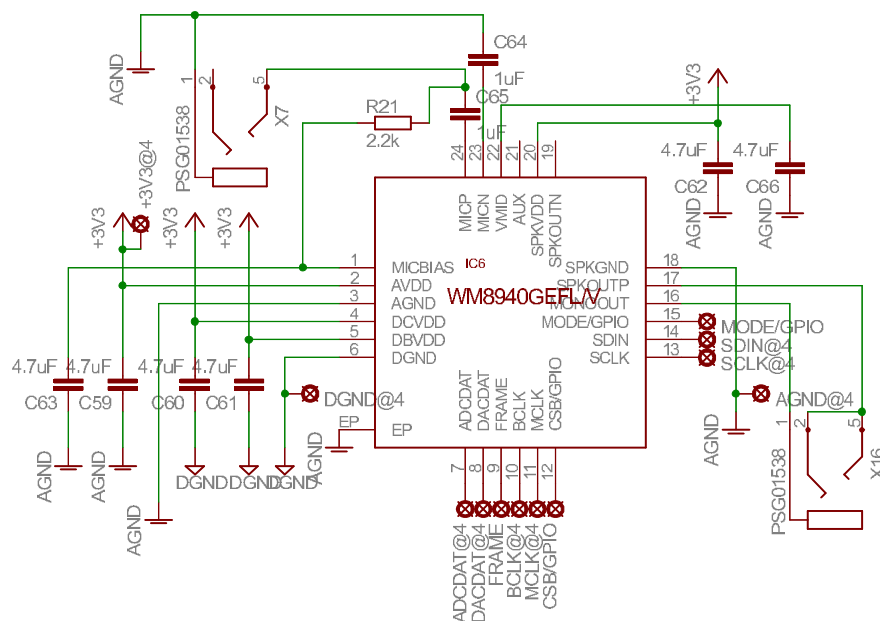 C64
1uF
C65
1uF
AGND
1
2
5
X7
PSG01538
R21
2.2k
+3V3
4.7uF
4.7uF
C62
C66
AGND
AGND
+3V3@4
+3V3
+3V3
+3V3
24
23
22
21
20
19
MICP
MICN
VMID
AUX
SPKVDD
SPKOUTN
IC6
WM8940GEFL/V
1
2
3
4
5
6
MICBIAS
AVDD
AGND
DCVDD
DBVDD
DGND
EP
EP
18
17
16
15
14
13
SPKGND
SPKOUTP
MONOOUT
MODE/GPIO
SDIN
SCLK
MODE/GPIO
SDIN@4
SCLK@4
4.7uF
4.7uF
4.7uF
4.7uF
C63
C59
C60
C61
DGND@4
AGND
AGND@4
AGND
ADCDAT
DACDAT
FRAME
BCLK
MCLK
CSB/GPIO
7
8
9
10
11
12
ADCDAT@4
DACDAT@4
FRAME
BCLK@4
MCLK@4
CSB/GPIO
AGND
AGND
DGND
DGND
DGND
AGND
1
2
5
X16
PSG01538